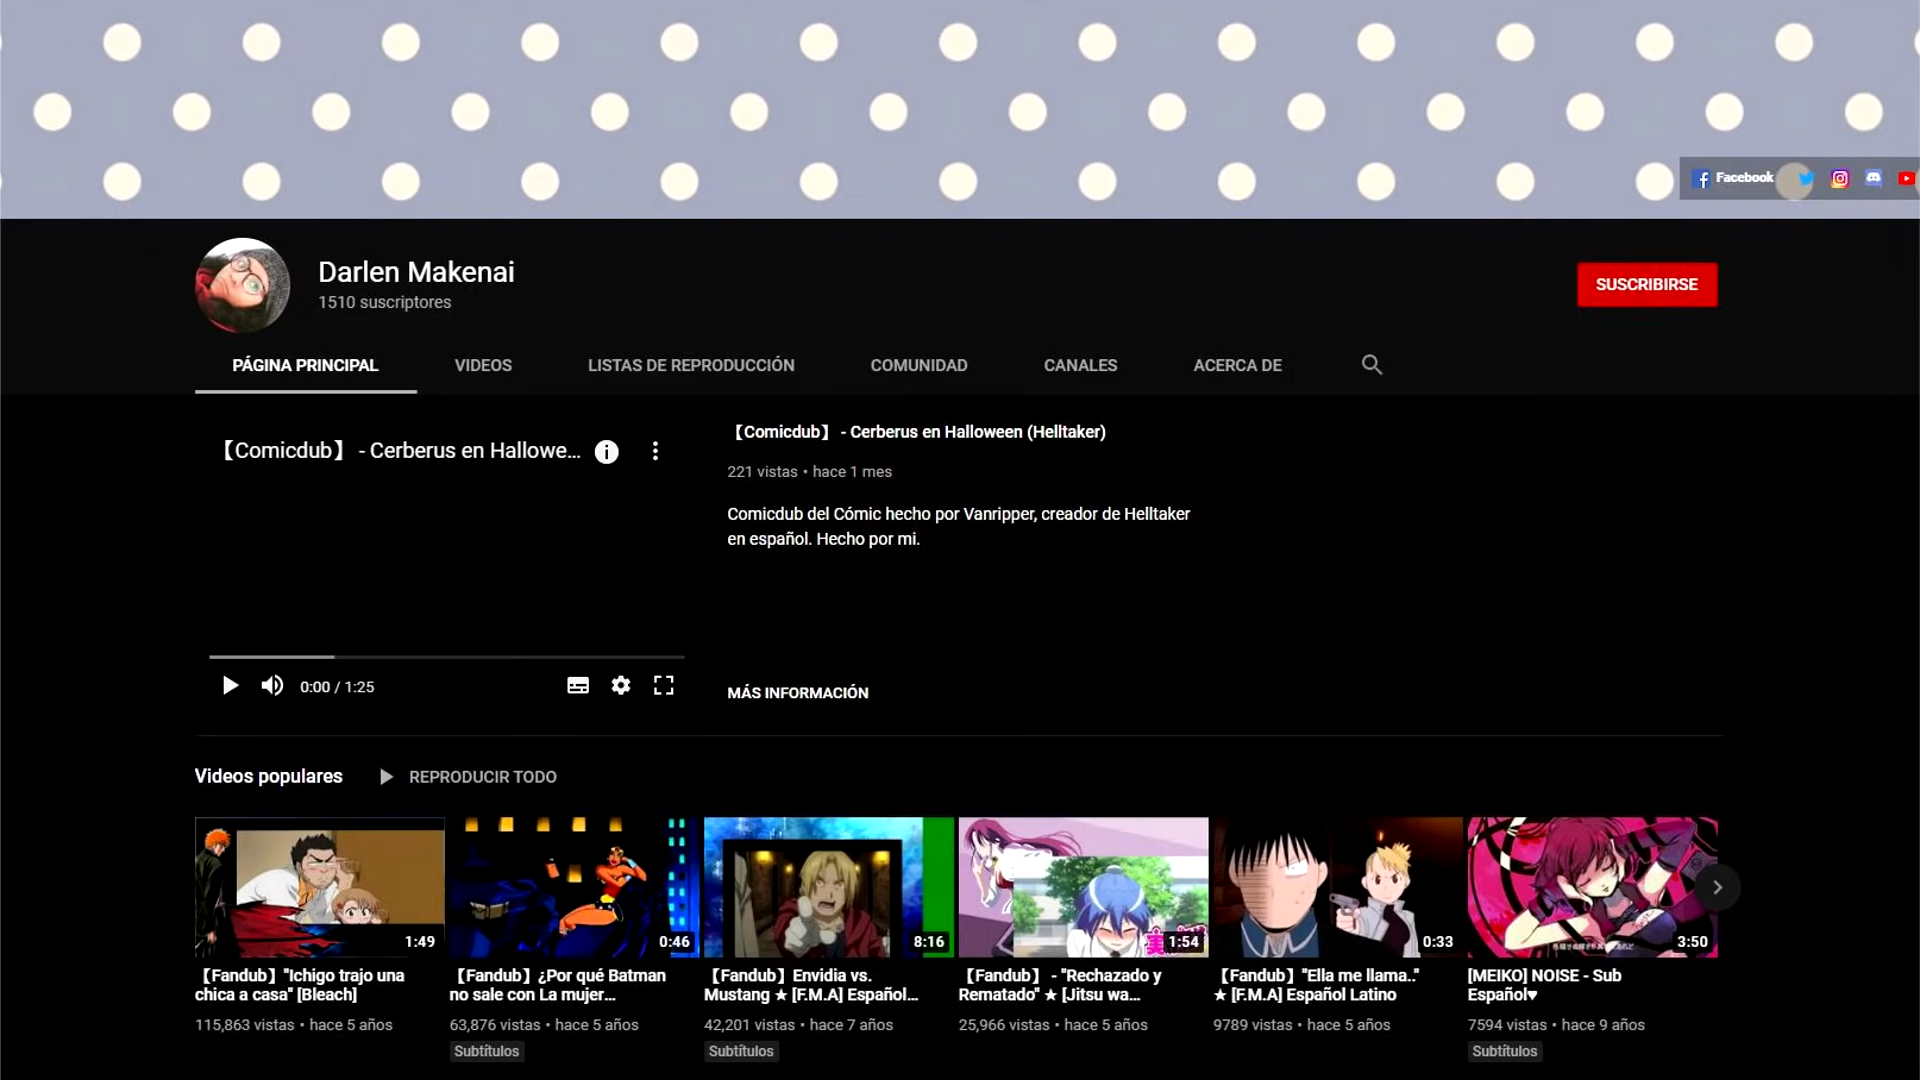 Facebook
Darlen Makenai
1510 suscriptores
SUSCRIBIRSE
PÁGINA PRINCIPAL
VIDEOS
LISTAS DE REPRODUCCIÓN
COMUNIDAD
CANALES
ACERCA DE
【Comicdub】 - Cerberus en Hallowe...
【Comicdub】 - Cerberus en Halloween (Helltaker)
221 vistas • hace 1 mes
Comicdub del Cómic hecho por Vanripper, creador de Helltaker
en español. Hecho por mi.
0:00 / 1:25
MÁS INFORMACIÓN
Videos populares
REPRODUCIR TODO
1:49
0:46
8:16
1:54
0:33
3:50
【Fandub】"Ichigo trajo una
chica a casa" [Bleach]
115,863 vistas • hace 5 años
【Fandub】¿Por qué Batman
no sale con La mujer...
63,876 vistas • hace 5 años
Subtítulos
【Fandub】Envidia vs.
Mustang ★ [F.M.A] Español...
42,201 vistas • hace 7 años
Subtítulos
【Fandub】 - "Rechazado y
Rematado" ★ [Jitsu wa...
25,966 vistas • hace 5 años
【Fandub】"Ella me llama.."
★ [F.M.A] Español Latino
9789 vistas • hace 5 años
[MEIKO] NOISE - Sub
Español♥
7594 vistas • hace 9 años
Subtítulos